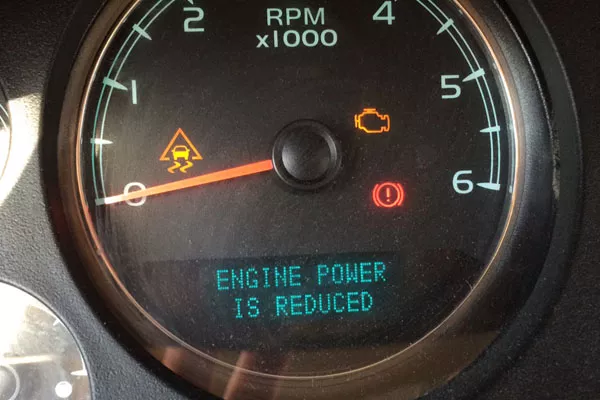 2 RPM 4
x1000
1 5
0 6
ENGINE POWER
IS REDUCED